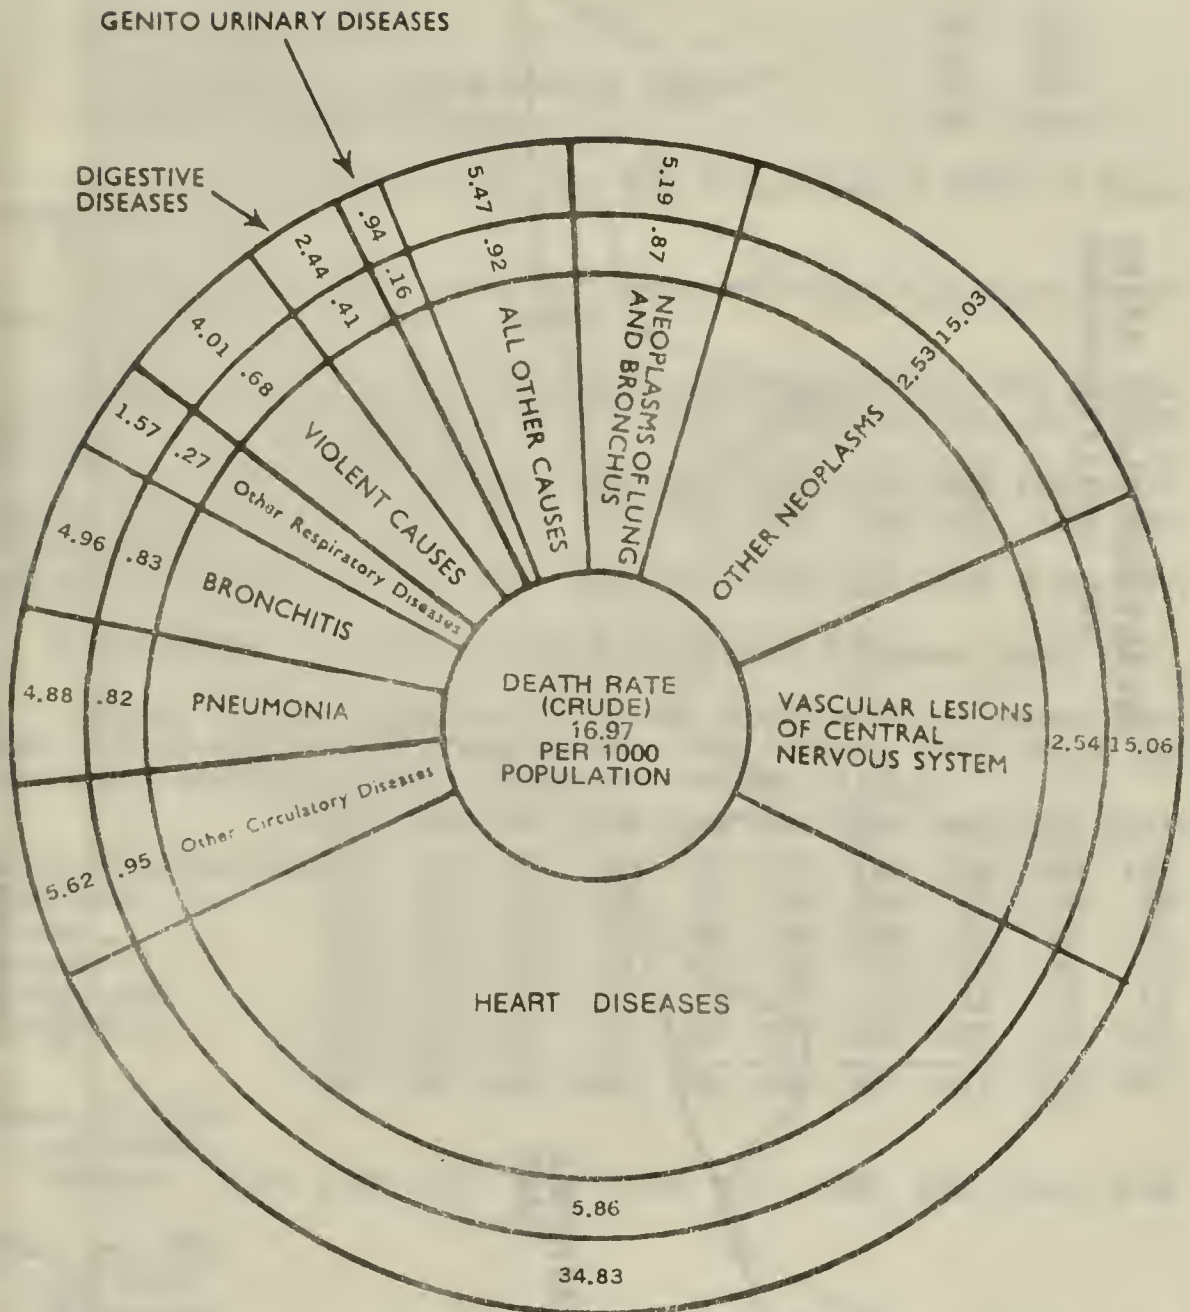 GENITO URINARY DISEASES
DIGESTIVE
DISEASES
5.47
.92
ALL OTHER CAUSES
5.19
.87
NEOPLASMS OF LUNG
AND BRONCHUS
15.03
2.53
OTHER NEOPLASMS
15.06
2.54
VASCULAR LESIONS
OF CENTRAL
NERVOUS SYSTEM
34.83
5.86
HEART DISEASES
5.62
.95
Other Circulatory Diseases
4.88
.82
PNEUMONIA
4.96
.83
BRONCHITIS
1.57
.27
Other Respiratory Diseases
4.01
.68
VIOLENT CAUSES
2.44
.41
.94
.16
DEATH RATE
(CRUDE)
16.97
PER 1000
POPULATION